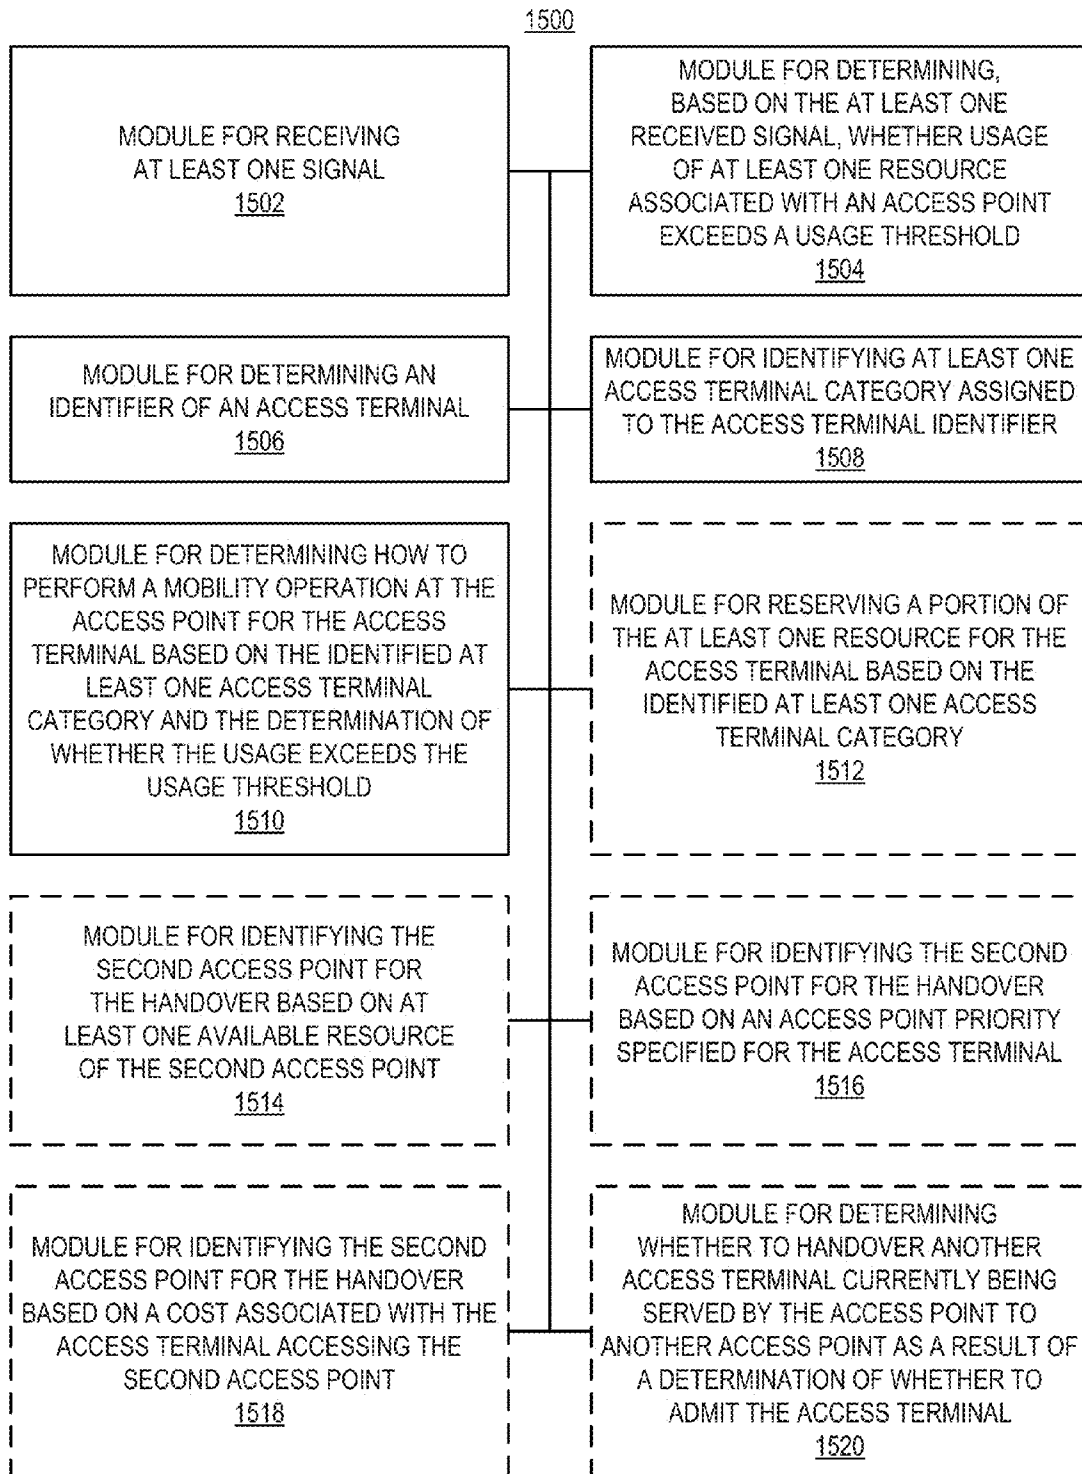 1500
MODULE FOR RECEIVING
AT LEAST ONE SIGNAL
1502
MODULE FOR DETERMINING,
BASED ON THE AT LEAST ONE
RECEIVED SIGNAL, WHETHER USAGE
OF AT LEAST ONE RESOURCE
ASSOCIATED WITH AN ACCESS POINT
EXCEEDS A USAGE THRESHOLD
1504
MODULE FOR DETERMINING AN
IDENTIFIER OF AN ACCESS TERMINAL
1506
MODULE FOR IDENTIFYING AT LEAST ONE
ACCESS TERMINAL CATEGORY ASSIGNED
TO THE ACCESS TERMINAL IDENTIFIER
1508
MODULE FOR DETERMINING HOW TO
PERFORM A MOBILITY OPERATION AT THE
ACCESS POINT FOR THE ACCESS
TERMINAL BASED ON THE IDENTIFIED AT
LEAST ONE ACCESS TERMINAL
CATEGORY AND THE DETERMINATION OF
WHETHER THE USAGE EXCEEDS THE
USAGE THRESHOLD
1510
MODULE FOR RESERVING A PORTION OF
THE AT LEAST ONE RESOURCE FOR THE
ACCESS TERMINAL BASED ON THE
IDENTIFIED AT LEAST ONE ACCESS
TERMINAL CATEGORY
1512
MODULE FOR IDENTIFYING THE
SECOND ACCESS POINT FOR
THE HANDOVER BASED ON AT
LEAST ONE AVAILABLE RESOURCE
OF THE SECOND ACCESS POINT
1514
MODULE FOR IDENTIFYING THE SECOND
ACCESS POINT FOR THE HANDOVER
BASED ON AN ACCESS POINT PRIORITY
SPECIFIED FOR THE ACCESS TERMINAL
1516
MODULE FOR IDENTIFYING THE SECOND
ACCESS POINT FOR THE HANDOVER
BASED ON A COST ASSOCIATED WITH THE
ACCESS TERMINAL ACCESSING THE
SECOND ACCESS POINT
1518
MODULE FOR DETERMINING
WHETHER TO HANDOVER ANOTHER
ACCESS TERMINAL CURRENTLY BEING
SERVED BY THE ACCESS POINT TO
ANOTHER ACCESS POINT AS A RESULT OF
A DETERMINATION OF WHETHER TO
ADMIT THE ACCESS TERMINAL
1520